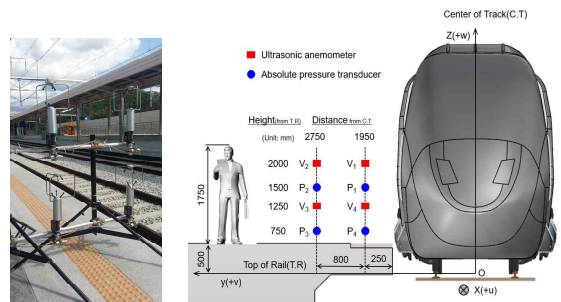 Center of Track(C.T)
Z(+w)
Ultrasonic anemometer
Absolute pressure transducer
Height(from T.R) Distance from C.T
(Unit: mm) 2750 1950
2000 V2 V1
1500 P2 P1
1250 V3 V4
750 P3 P4
1750
500
Top of Rail(T.R) 800 250
y(+v) O
X(+u)